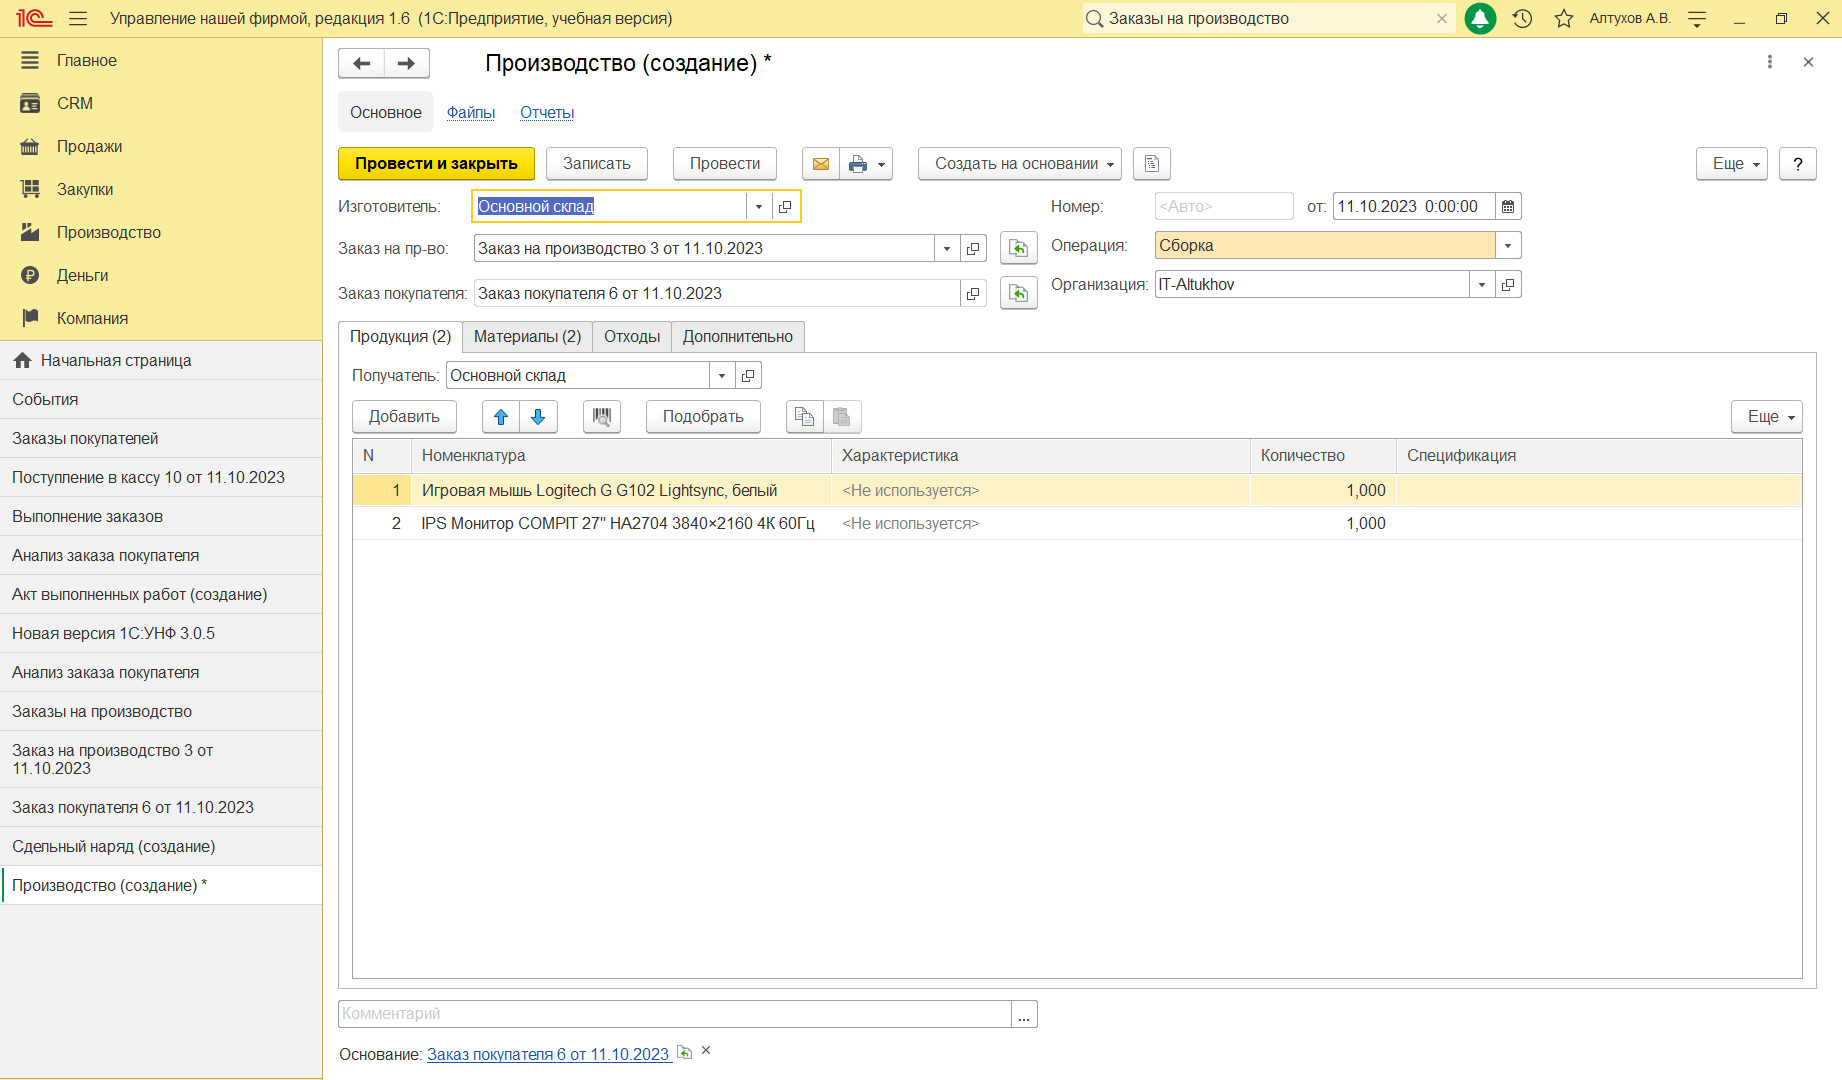 1С Управление нашей фирмой, редакция 1.6 (1С:Предприятие, учебная версия) Заказы на производство Алтухов А.В.
Главное
CRM
Продажи
Закупки
Производство
Деньги
Компания
Начальная страница
События
Заказы покупателей
Поступление в кассу 10 от 11.10.2023
Выполнение заказов
Анализ заказа покупателя
Акт выполненных работ (создание)
Новая версия 1С:УНФ 3.0.5
Анализ заказа покупателя
Заказы на производство
Заказ на производство 3 от
11.10.2023
Заказ покупателя 6 от 11.10.2023
Сдельный наряд (создание)
Производство (создание) *
Производство (создание) *
Основное Файлы Отчеты
Провести и закрыть Записать Провести Создать на основании Еще ?
Изготовитель: Основной склад Номер: <Авто> от: 11.10.2023 0:00:00
Заказ на пр-во: Заказ на производство 3 от 11.10.2023 Операция: Сборка
Заказ покупателя: Заказ покупателя 6 от 11.10.2023 Организация: IT-Altukhov
Продукция (2) Материалы (2) Отходы Дополнительно
Получатель: Основной склад
Добавить Подобрать Еще
N Номенклатура Характеристика Количество Спецификация
1 Игровая мышь Logitech G G102 Lightsync, белый <Не используется> 1,000
2 IPS Монитор COMPIT 27" HA2704 3840×2160 4К 60Гц <Не используется> 1,000
Комментарий ...
Основание: Заказ покупателя 6 от 11.10.2023